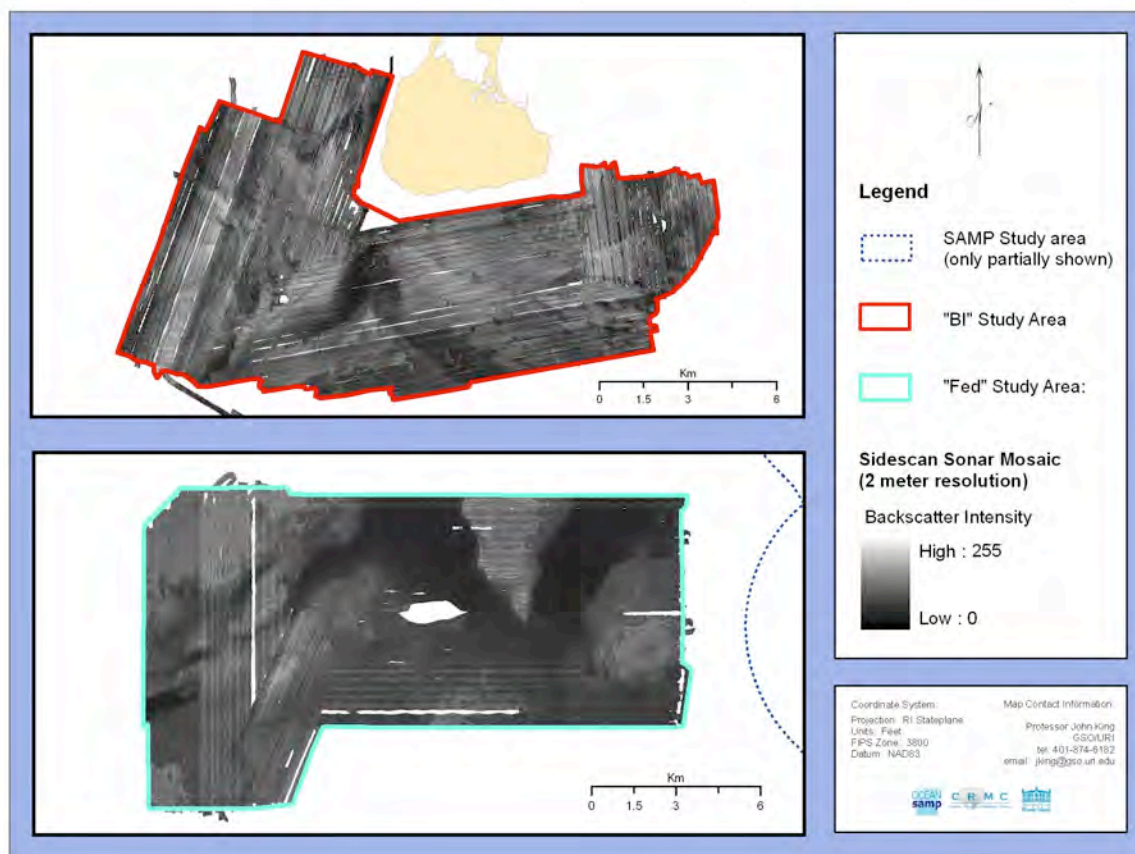 Km
0 1.5 3 6
Km
0 1.5 3 6
Legend
SAMP Study area
(only partially shown)
"BI" Study Area
"Fed" Study Area:
Sidescan Sonar Mosaic
(2 meter resolution)
Backscatter Intensity
High : 255
Low : 0
Coordinate System:
Projection: RI Stateplane
Units: Feet
FIPS Zone: 3800
Datum: NAD83
Map Contact Information:
Professor John King
GSO/URI
tel: 401-874-6182
email: jking@gso.uri.edu
OCEAN
samp
C R M C